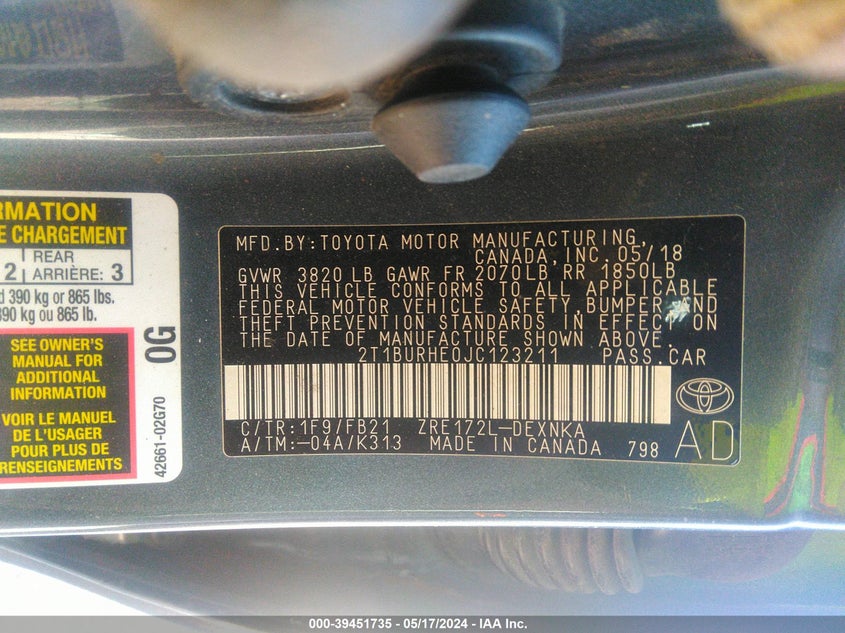 RMATION
E CHARGEMENT
2
REAR
ARRIÈRE: 3
390 kg or 865 lbs.
390 kg ou 865 lb.
SEE OWNER'S
MANUAL FOR
ADDITIONAL
INFORMATION
VOIR LE MANUEL
DE L'USAGER
POUR PLUS DE
RENSEIGNEMENTS
OG
42661-02G70
MFD.BY:TOYOTA MOTOR MANUFACTURING,
CANADA, INC. 05/18
GVWR 3820 LB GAWR FR 2070LB RR 1850LB
THIS VEHICLE CONFORMS TO ALL APPLICABLE
FEDERAL MOTOR VEHICLE SAFETY, BUMPER AND
THEFT PREVENTION STANDARDS IN EFFECT ON
THE DATE OF MANUFACTURE SHOWN ABOVE.
2T1BURHE0JC123211 PASS.CAR
C/TR:1F9/FB21 ZRE172L-DEXNKA
A/TM:-04A/K313 MADE IN CANADA 798
AD
000-39451735 - 05/17/2024 - IAA Inc.